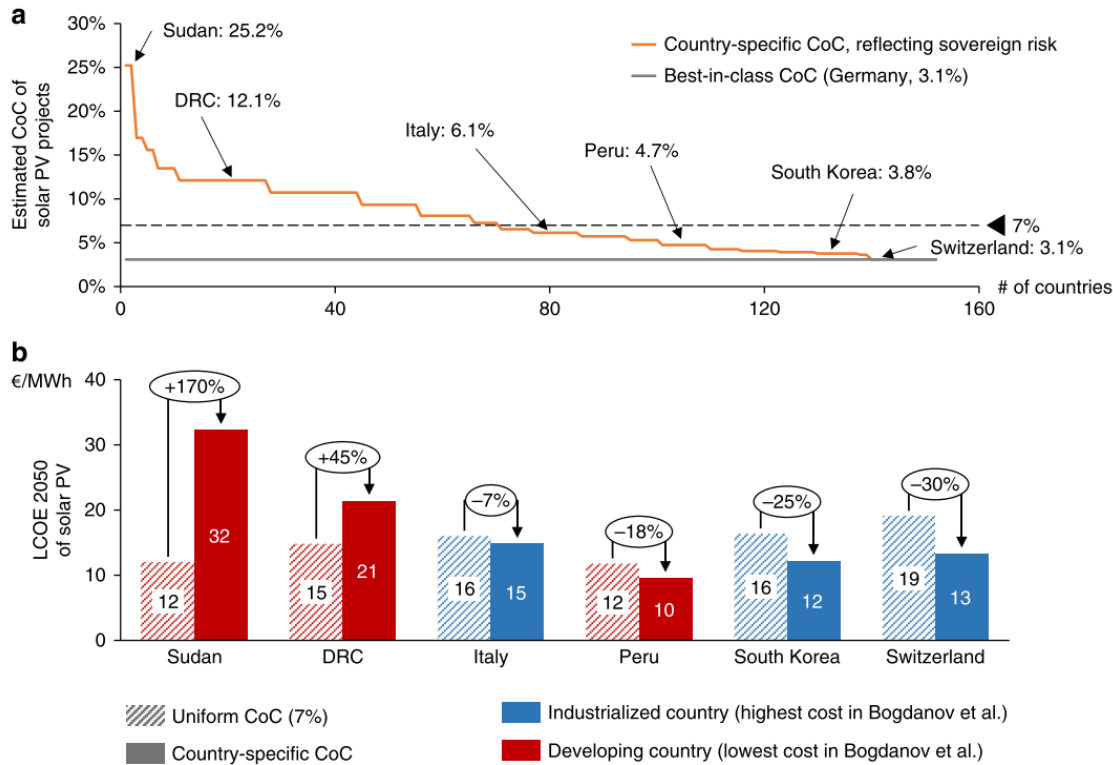 a
Estimated CoC of
solar PV projects
30%
25%
20%
15%
10%
5%
0%
Sudan: 25.2%
DRC: 12.1%
Italy: 6.1%
Peru: 4.7%
South Korea: 3.8%
Switzerland: 3.1%
7%
Country-specific CoC, reflecting sovereign risk
Best-in-class CoC (Germany, 3.1%)
0
40
80
120
160
# of countries
b
€/MWh
LCOE 2050
of solar PV
40
30
20
10
0
+170%
+45%
–7%
–18%
–25%
–30%
12
32
15
21
16
15
12
10
16
12
19
13
Sudan
DRC
Italy
Peru
South Korea
Switzerland
Uniform CoC (7%)
Country-specific CoC
Industrialized country (highest cost in Bogdanov et al.)
Developing country (lowest cost in Bogdanov et al.)